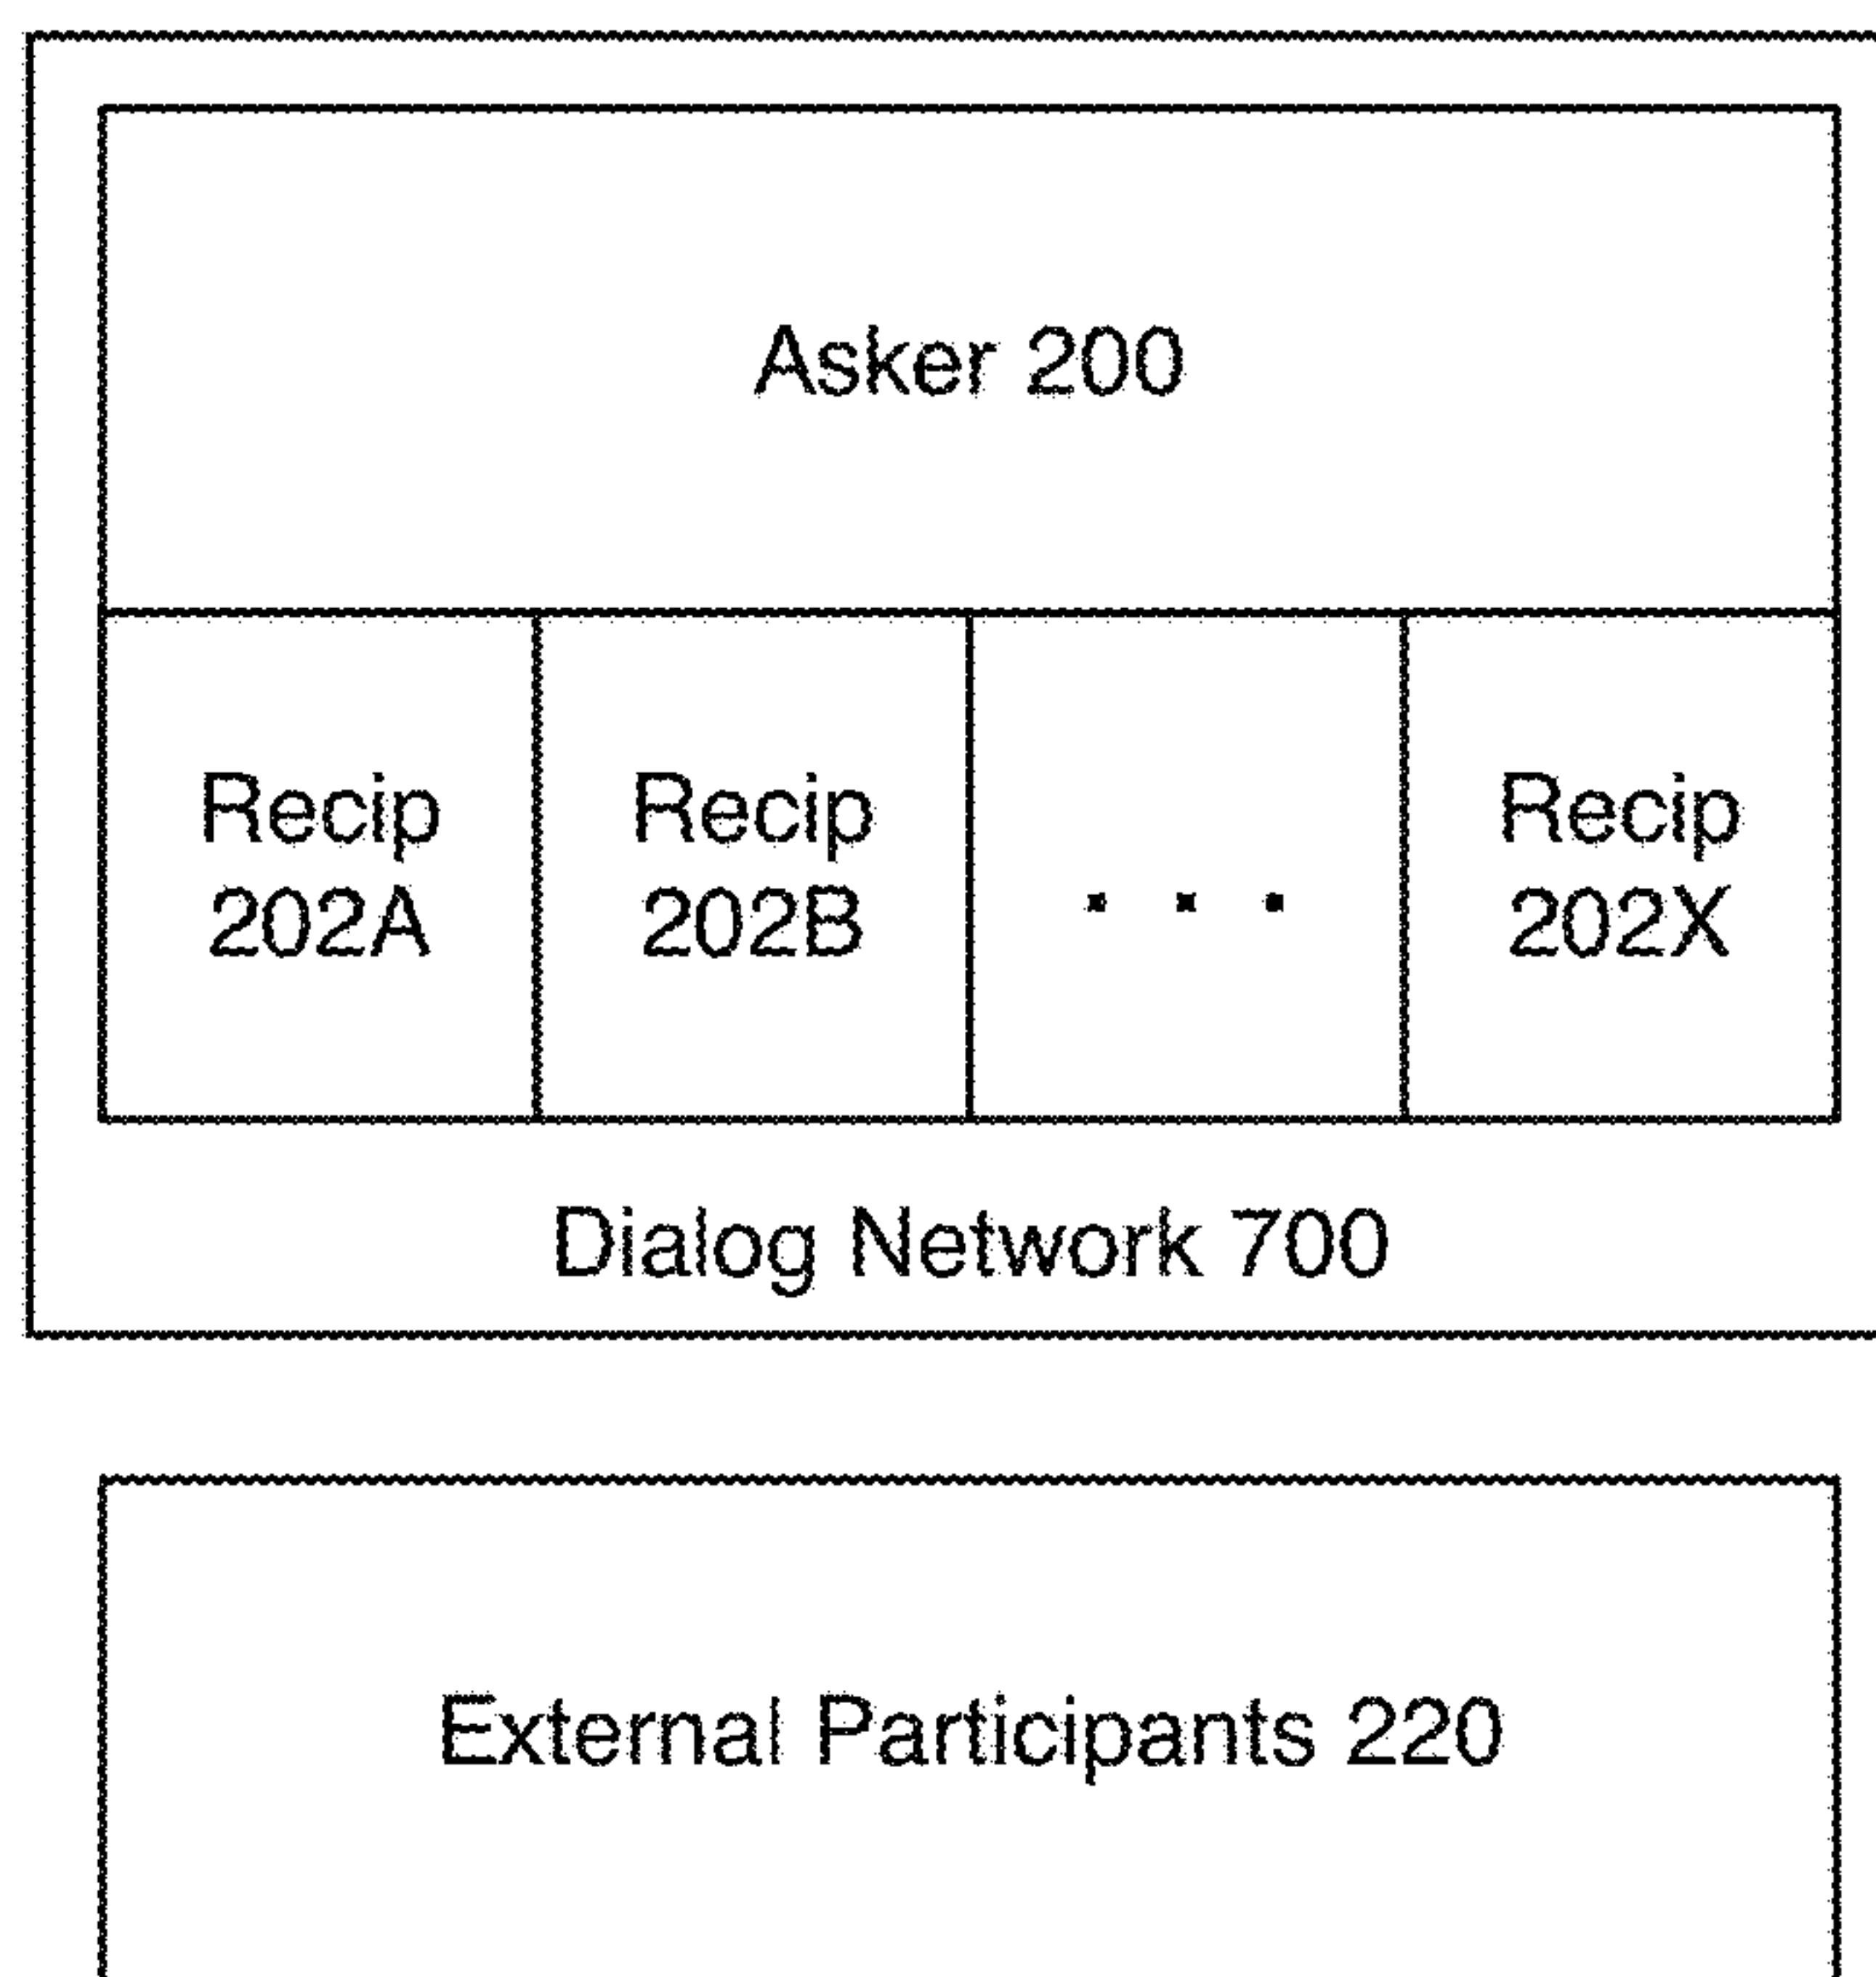 Asker 200
Recip
202A
Recip
202B
. . .
Recip
202X
Dialog Network 700
External Participants 220